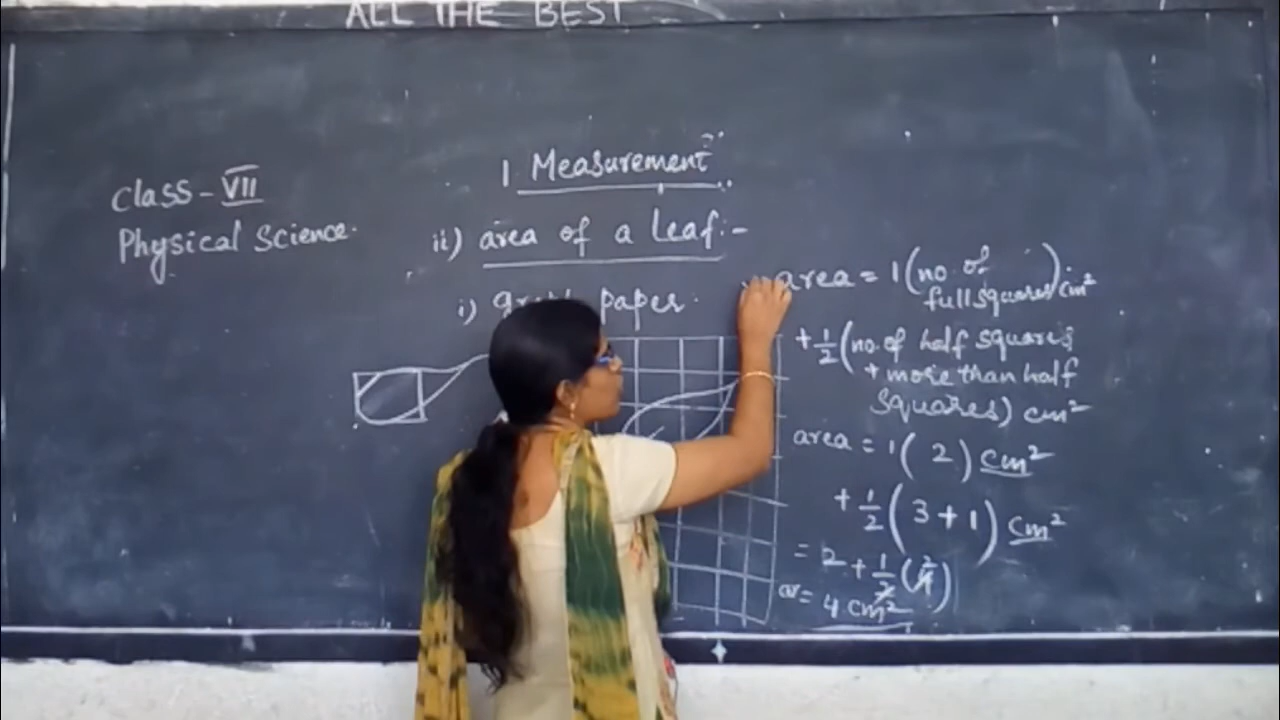 ALL THE BEST
Class - VII
Physical Science.
1. Measurement
ii) area of a Leaf:-
i) paper.
area = 1 (no. of full squares) cm²
+ 1/2 (no. of half squares
+ more than half
squares) cm²
area = 1 ( 2 ) cm²
+ 1/2 ( 3 + 1 ) cm²
= 2 + 1/2 (4) 2
= 4 cm²